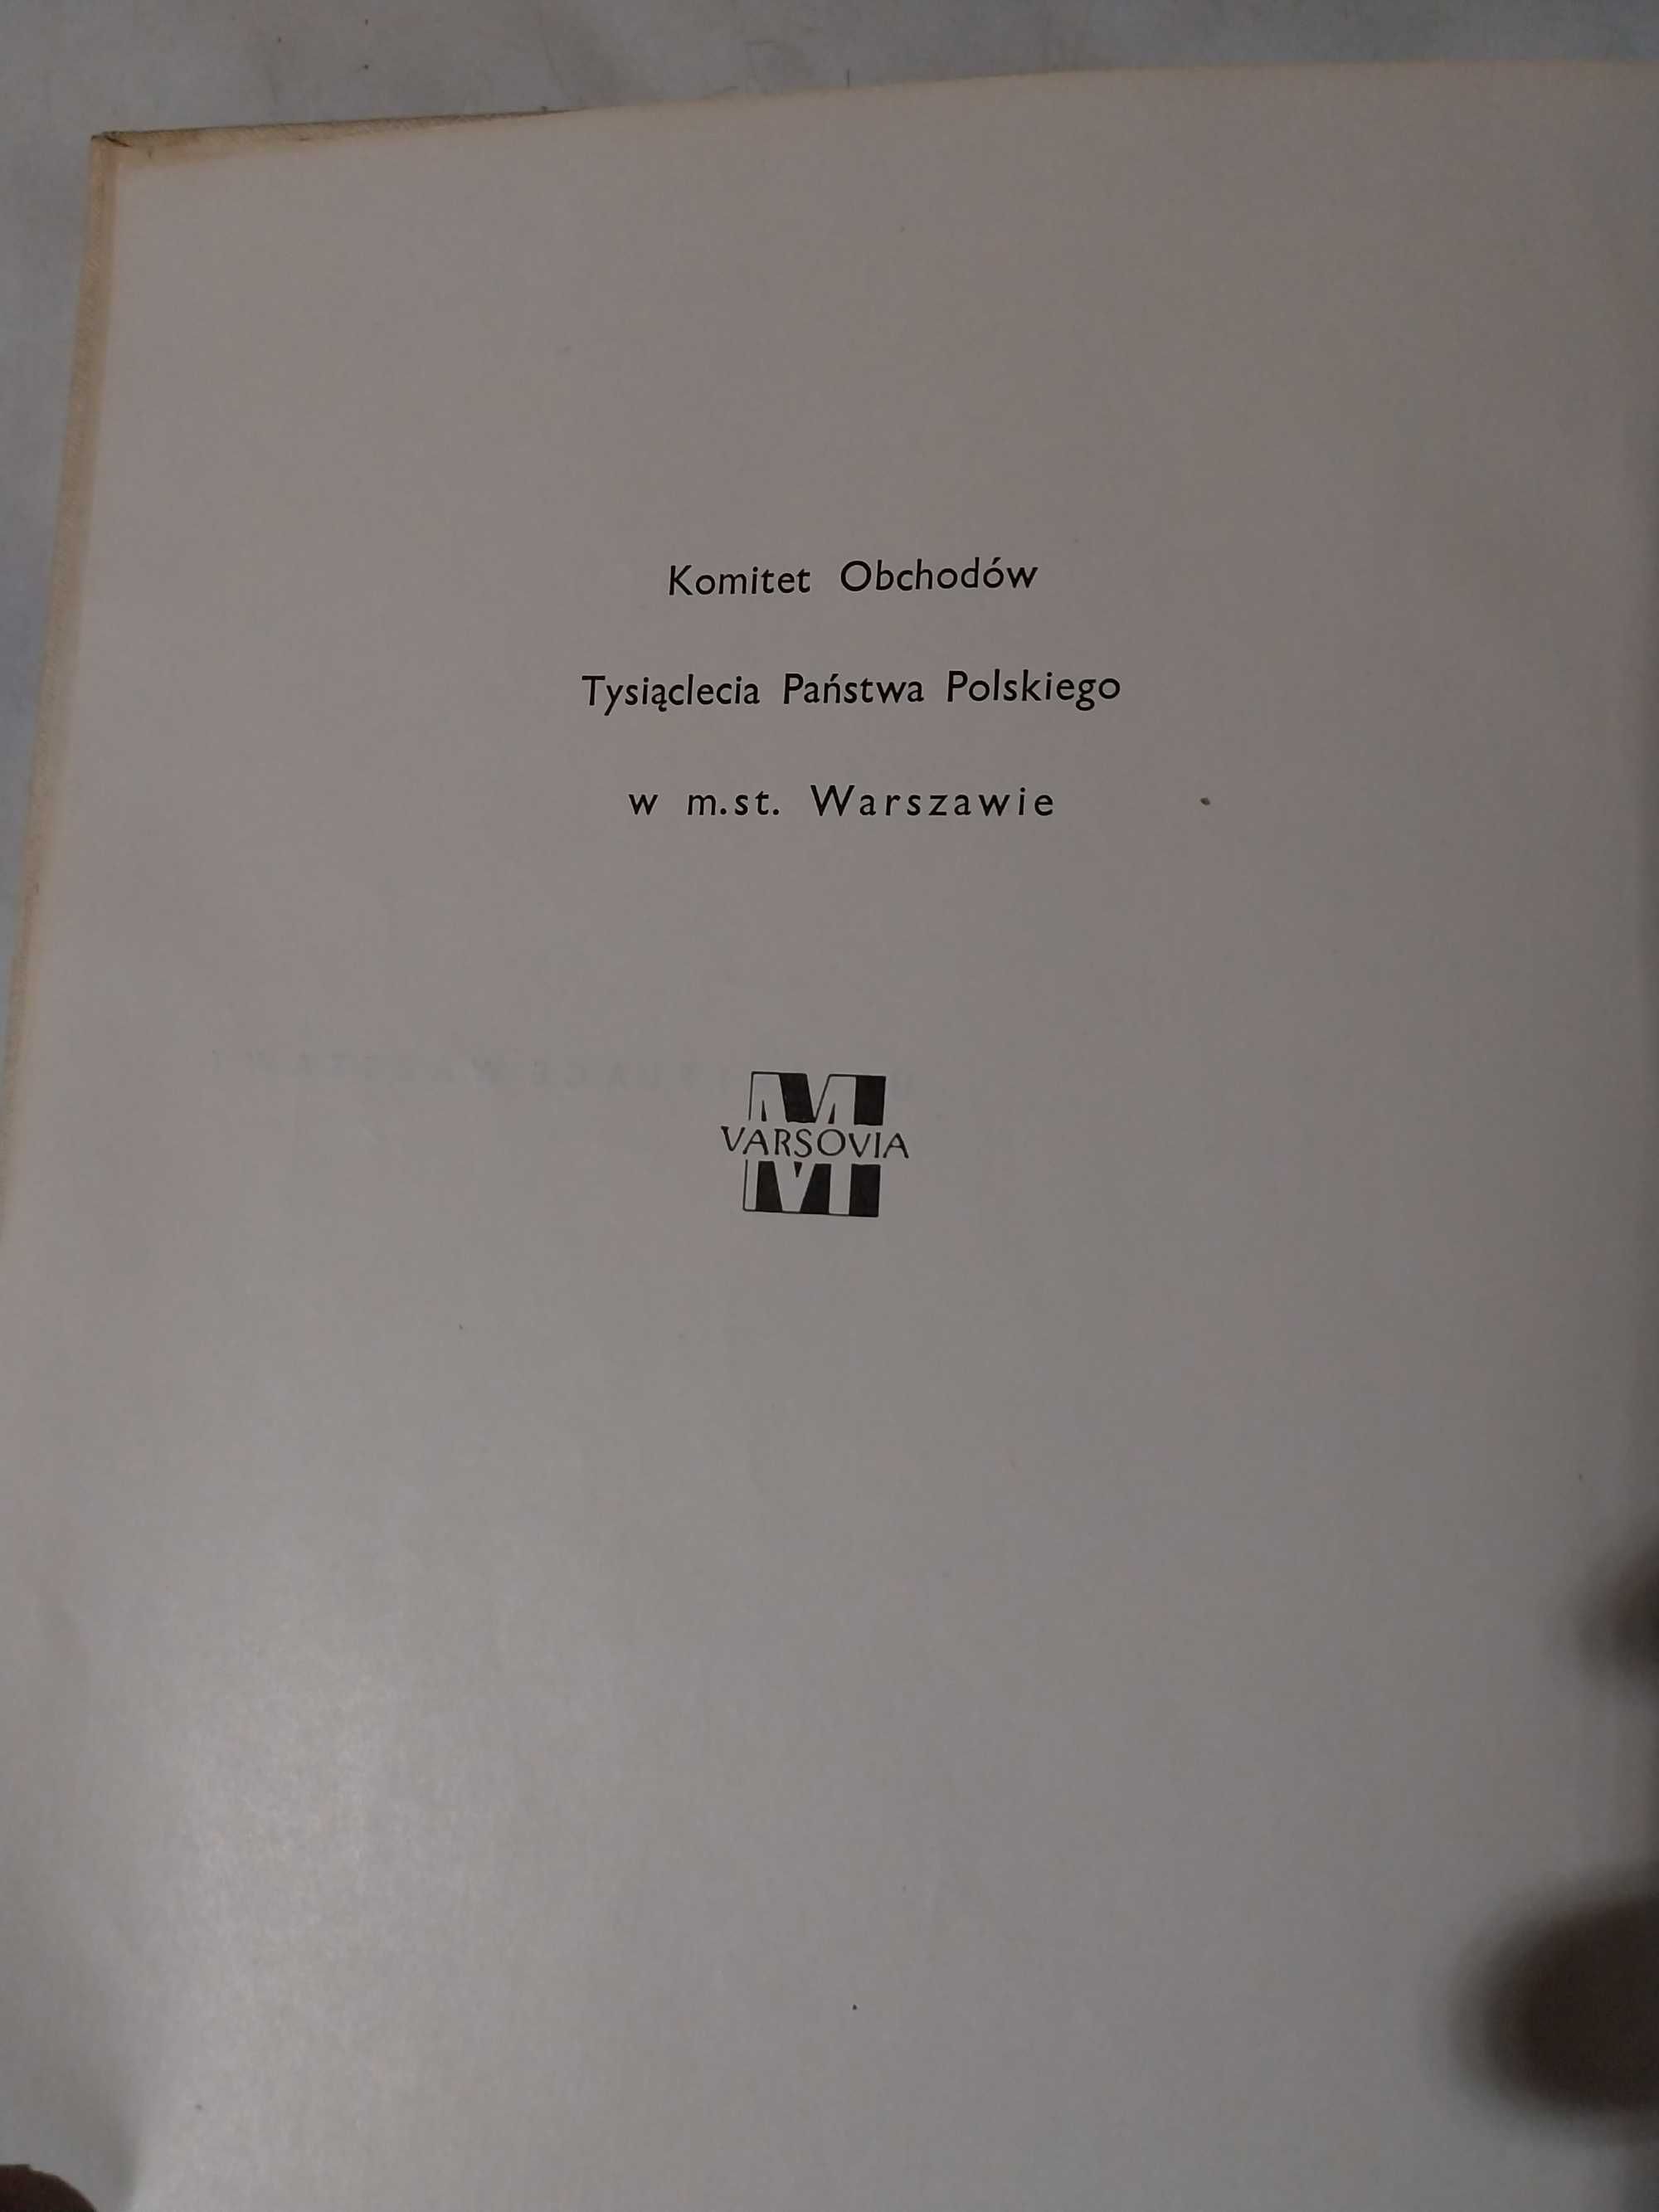 Komitet Obchodów
Tysiąclecia Państwa Polskiego
w m.st. Warszawie
M
VARSOVIA